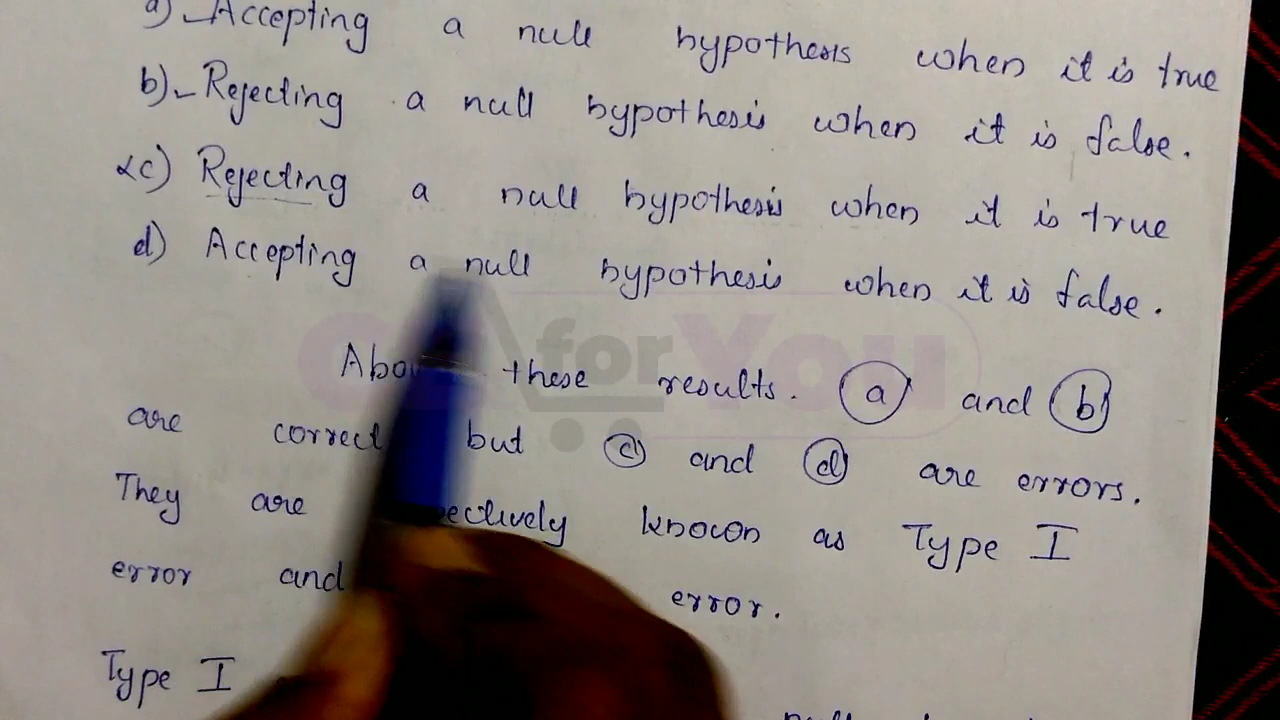 a) Accepting a null hypothesis when it is true
b) Rejecting a null hypothesis when it is false.
c) Rejecting a null hypothesis when it is true
d) Accepting a null hypothesis when it is false.
for You
these results. a and b
are correct but c and d are errors.
They are known as Type I
error and error.
Type I